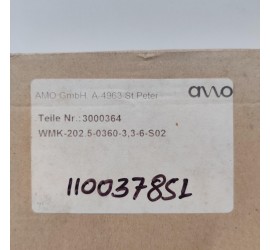 AMO GmbH A-4963 St.Peter
amo
Teile Nr.:3000364
WMK-202.5-0360-3,3-6-S02
110037851